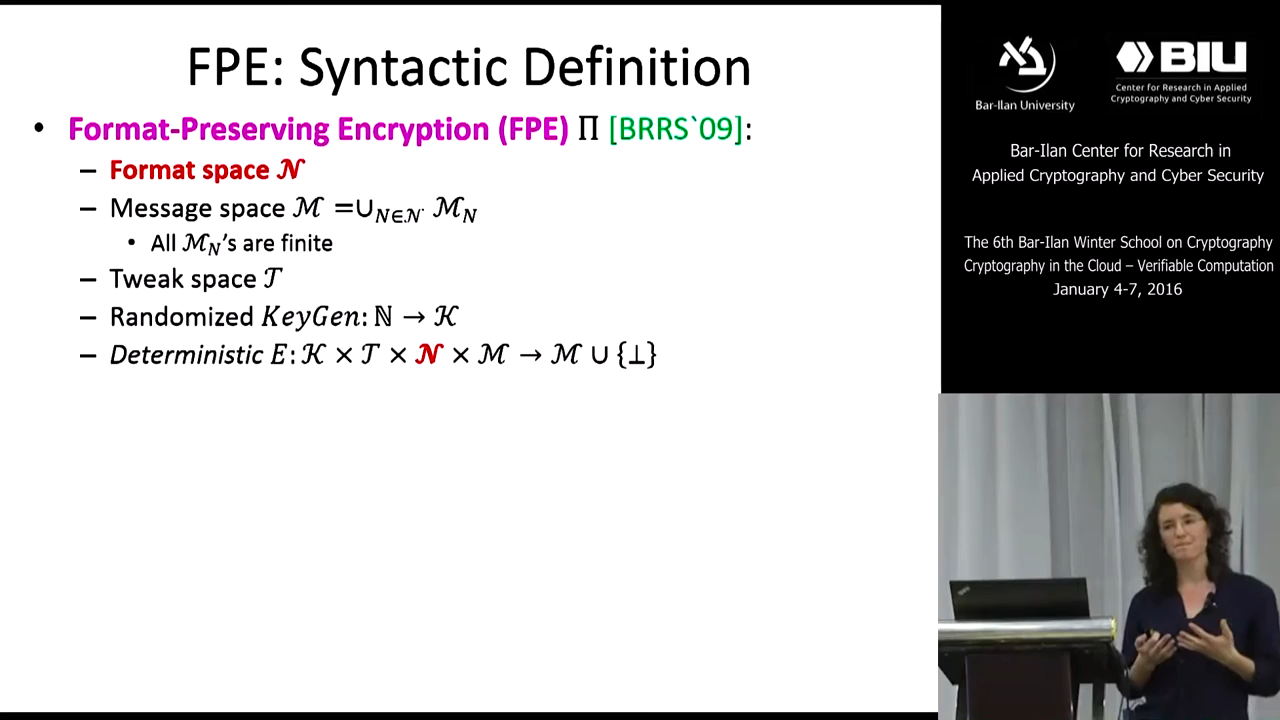 FPE: Syntactic Definition
• Format-Preserving Encryption (FPE) Π [BRRS`09]:
– Format space 𝒩
– Message space ℳ =∪_{N∈𝒩} ℳ_N
• All ℳ_N's are finite
– Tweak space 𝒯
– Randomized KeyGen: ℕ → 𝒦
– Deterministic E: 𝒦 × 𝒯 × 𝒩 × ℳ → ℳ ∪ {⊥}
Bar-Ilan University
BIU
Center for Research in Applied
Cryptography and Cyber Security
Bar-Ilan Center for Research in
Applied Cryptography and Cyber Security
The 6th Bar-Ilan Winter School on Cryptography
Cryptography in the Cloud – Verifiable Computation
January 4-7, 2016